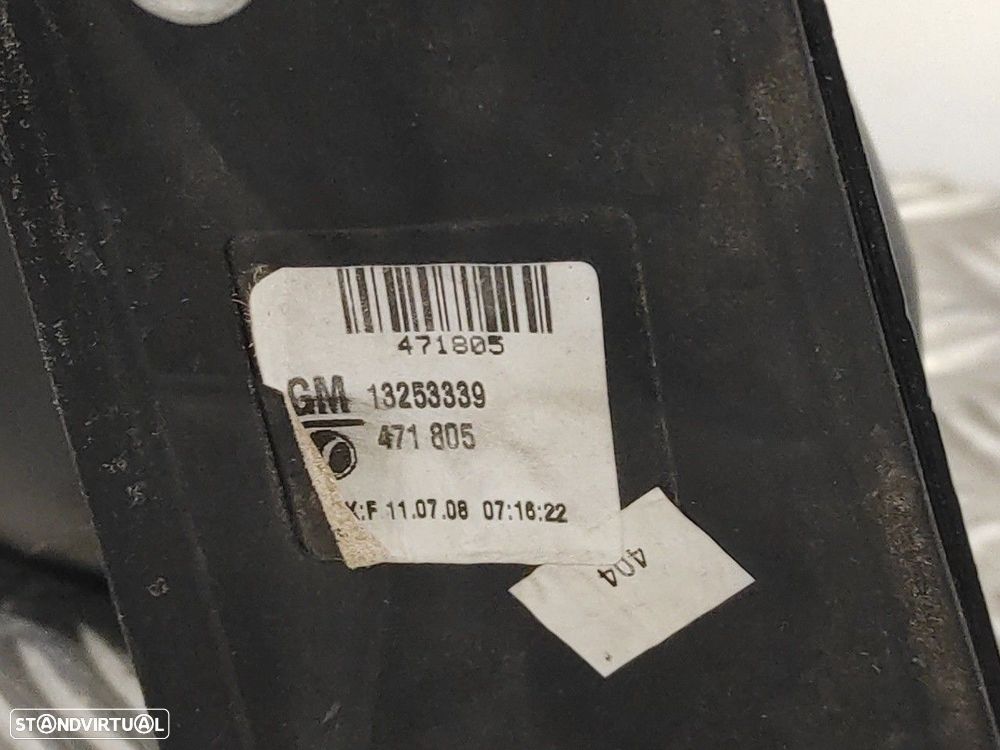 471805
GM 13253339
471 805
X:F 11.07.08 07:16:22
404
STANDVIRTUAL